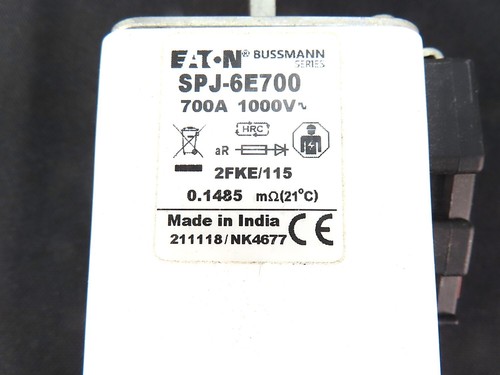 EATON BUSSMANN
SERIES
SPJ-6E700
700A 1000V~
HRC
aR
2FKE/115
0.1485 mΩ(21°C)
Made in India CE
211118/NK4677